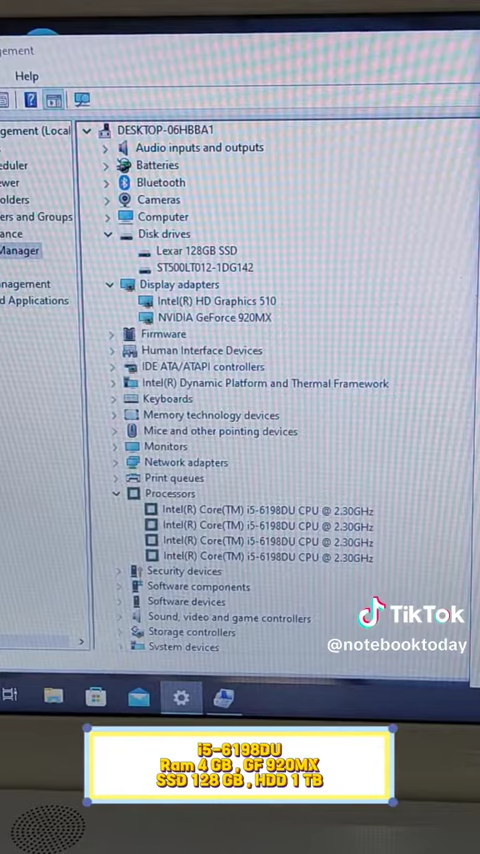 gement
Help
gement (Local
DESKTOP-06HBBA1
Audio inputs and outputs
eduler
Batteries
ewer
Bluetooth
olders
Cameras
ers and Groups
Computer
ance
Disk drives
Manager
Lexar 128GB SSD
ST500LT012-1DG142
nagement
Display adapters
d Applications
Intel(R) HD Graphics 510
NVIDIA GeForce 920MX
Firmware
Human Interface Devices
IDE ATA/ATAPI controllers
Intel(R) Dynamic Platform and Thermal Framework
Keyboards
Memory technology devices
Mice and other pointing devices
Monitors
Network adapters
Print queues
Processors
Intel(R) Core(TM) i5-6198DU CPU @ 2.30GHz
Intel(R) Core(TM) i5-6198DU CPU @ 2.30GHz
Intel(R) Core(TM) i5-6198DU CPU @ 2.30GHz
Intel(R) Core(TM) i5-6198DU CPU @ 2.30GHz
Security devices
Software components
Software devices
Sound, video and game controllers
Storage controllers
System devices
TikTok
@notebooktoday
i5-6198DU
Ram 4 GB , GF 920MX
SSD 128 GB , HDD 1 TB